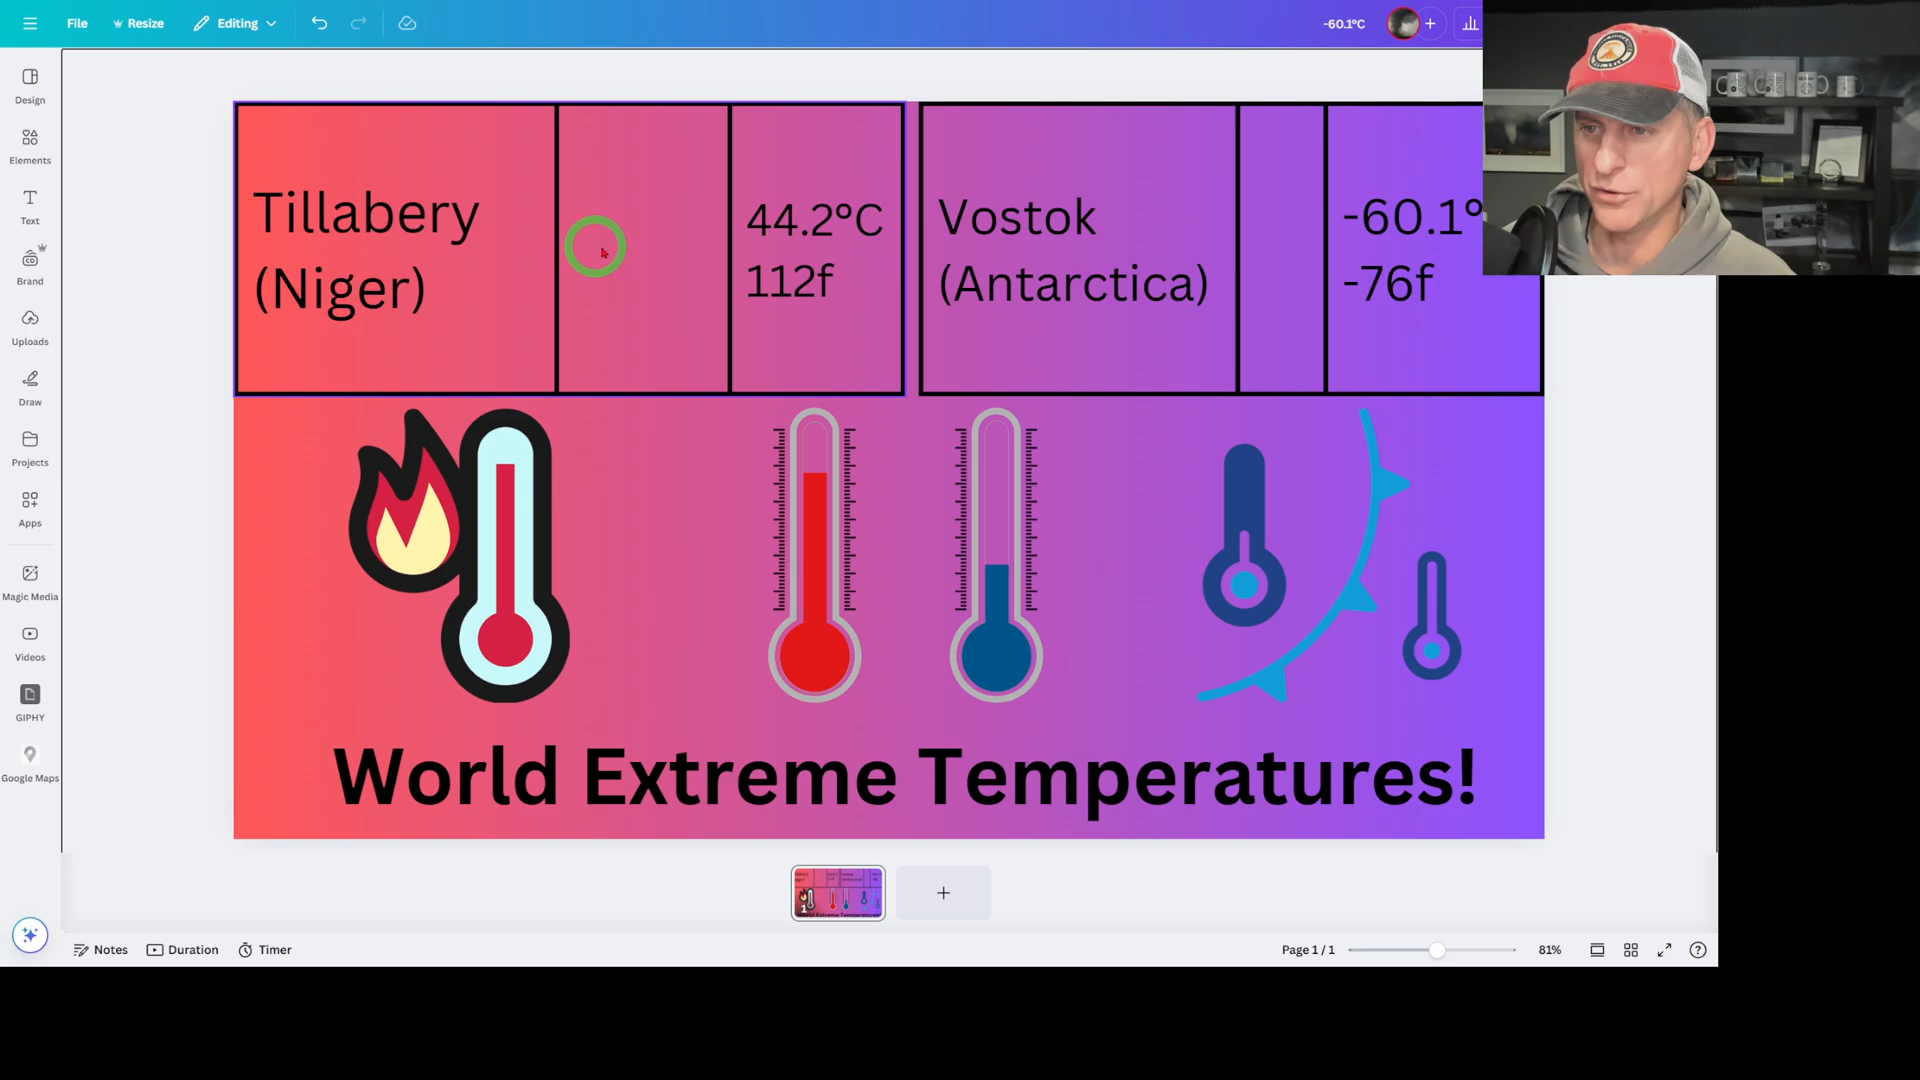 File
Resize
Editing
-60.1°C
Design
Elements
Text
Brand
Uploads
Draw
Projects
Apps
Magic Media
Videos
GIPHY
Google Maps
Tillabery
(Niger)
44.2°C
112f
Vostok
(Antarctica)
-60.1°
-76f
World Extreme Temperatures!
1
Notes
Duration
Timer
Page 1 / 1
81%